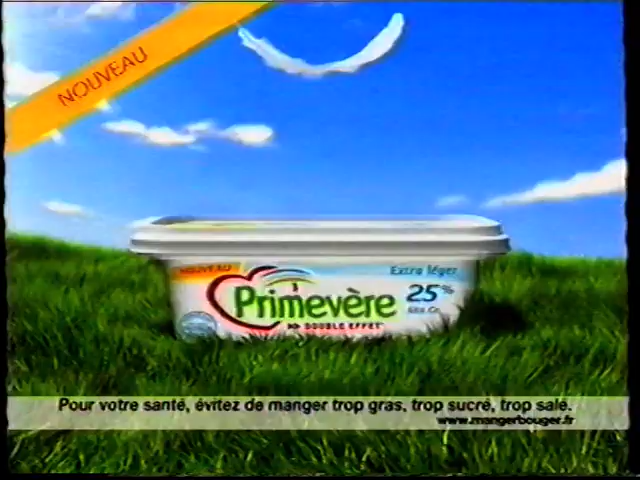 NOUVEAU
NOUVEAU
Extra léger
Primevère
25%
DOUBLE EFFET
Pour votre santé, évitez de manger trop gras, trop sucré, trop salé.
www.mangerbouger.fr